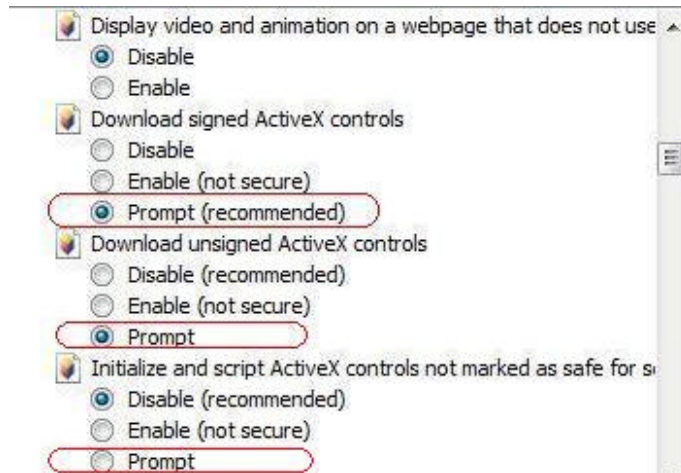 Display video and animation on a webpage that does not use
Disable
Enable
Download signed ActiveX controls
Disable
Enable (not secure)
Prompt (recommended)
Download unsigned ActiveX controls
Disable (recommended)
Enable (not secure)
Prompt
Initialize and script ActiveX controls not marked as safe for
Disable (recommended)
Enable (not secure)
Prompt